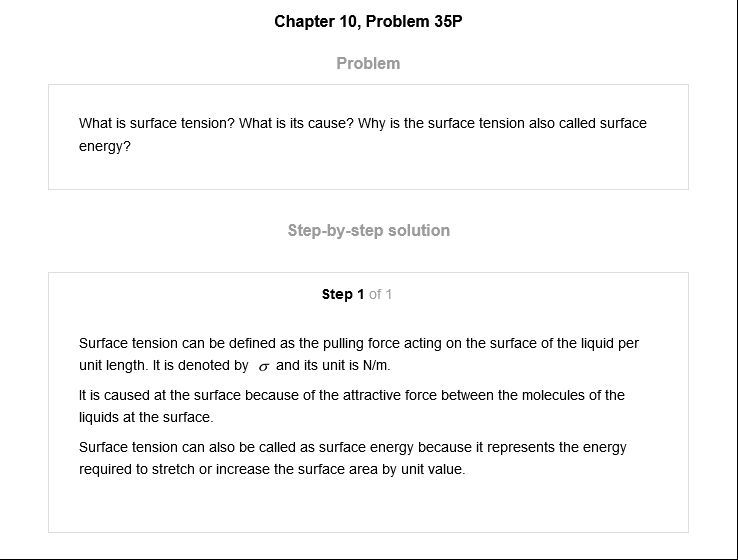 Chapter 10, Problem 35P
Problem
What is surface tension? What is its cause? Why is the surface tension also called surface
energy?
Step-by-step solution
Step 1 of 1
Surface tension can be defined as the pulling force acting on the surface of the liquid per
unit length. It is denoted by σ and its unit is N/m.
It is caused at the surface because of the attractive force between the molecules of the
liquids at the surface.
Surface tension can also be called as surface energy because it represents the energy
required to stretch or increase the surface area by unit value.